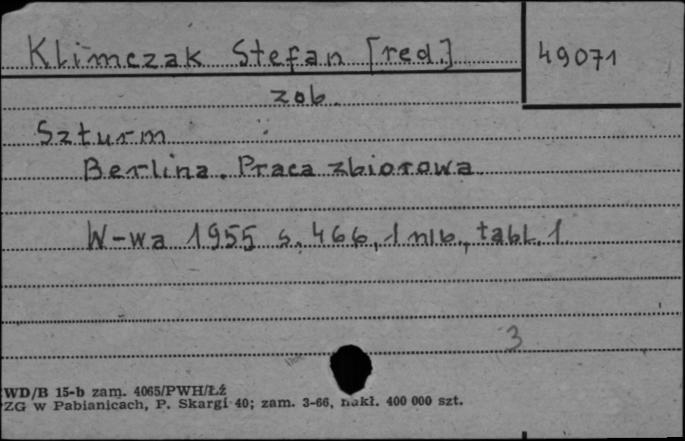 Klimczak Stefan [red.]
49071
zob.
Szturm
Berlina. Praca zbiorowa
W-wa 1955 s. 466, 1 nlb., tabl. 1
3
WD/B 15-b zam. 4065/PWH/Łź
ZG w Pabianicach, P. Skargi 40; zam. 3-66, nakł. 400 000 szt.